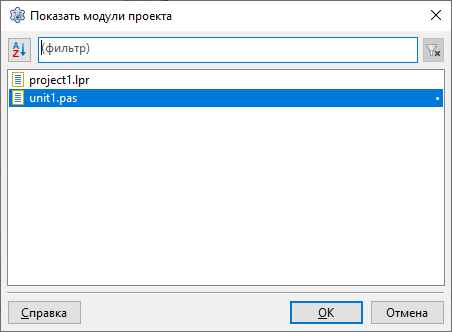 Показать модули проекта
(фильтр)
project1.lpr
unit1.pas
Справка
OK
Отмена